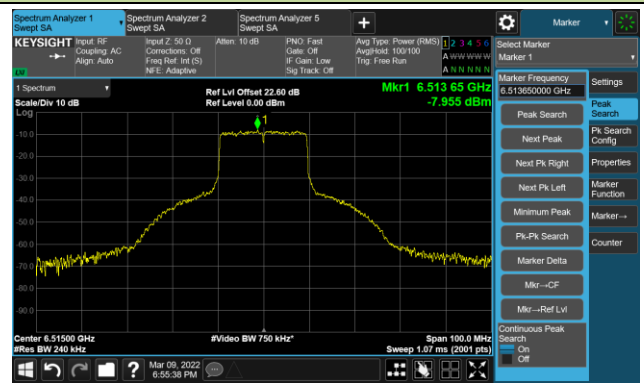 Spectrum Analyzer 1
Swept SA
Spectrum Analyzer 2
Swept SA
Spectrum Analyzer 5
Swept SA
Marker
KEYSIGHT
Input: RF
Coupling: AC
Align: Auto
Input Z: 50 Ω
Corrections: Off
Freq Ref: Int (S)
NFE: Adaptive
Atten: 10 dB
PNO: Fast
Gate: Off
IF Gain: Low
Sig Track: Off
Avg Type: Power (RMS)
Avg|Hold: 100/100
Trig: Free Run
1 2 3 4 5 6
A W W W W W
A N N N N N
Select Marker
Marker 1
LU
1 Spectrum
Scale/Div 10 dB
Ref Lvl Offset 22.60 dB
Ref Level 0.00 dBm
Mkr1 6.513 65 GHz
-7.955 dBm
Log
1
-10.0
-20.0
-30.0
-40.0
-50.0
-60.0
-70.0
-80.0
-90.0
Center 6.51500 GHz
#Res BW 240 kHz
#Video BW 750 kHz*
Span 100.0 MHz
Sweep 1.07 ms (2001 pts)
Marker Frequency
6.513650000 GHz
Peak Search
Next Peak
Next Pk Right
Next Pk Left
Minimum Peak
Pk-Pk Search
Marker Delta
Mkr→CF
Mkr→Ref Lvl
Continuous Peak
Search
On
Off
Settings
Peak
Search
Pk Search
Config
Properties
Marker
Function
Marker→
Counter
?
Mar 09, 2022
6:55:38 PM